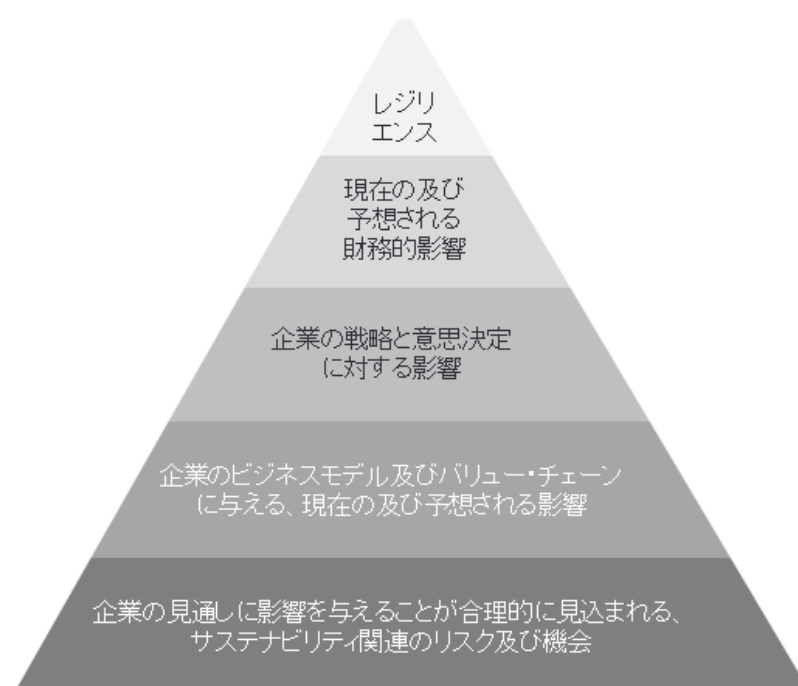 レジリ
エンス
現在の及び
予想される
財務的影響
企業の戦略と意思決定
に対する影響
企業のビジネスモデル及びバリュー・チェーン
に与える、現在の及び予想される影響
企業の見通しに影響を与えることが合理的に見込まれる、
サステナビリティ関連のリスク及び機会